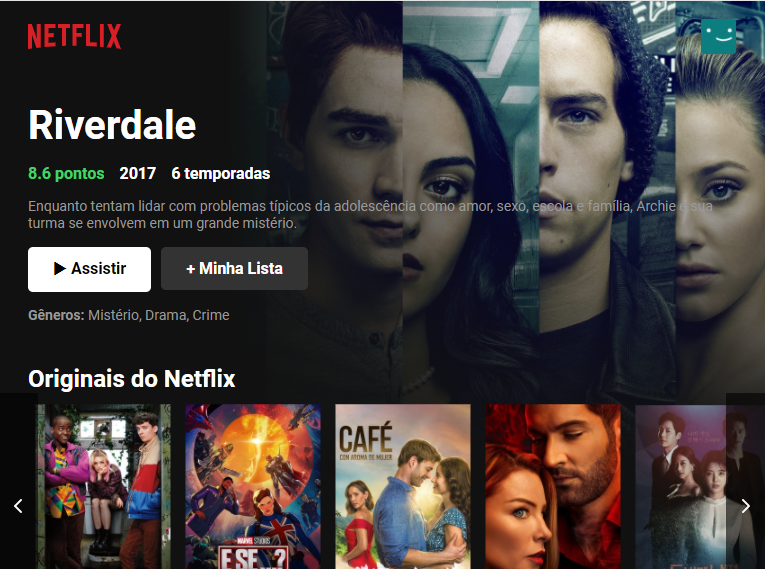 NETFLIX
Riverdale
8.6 pontos 2017 6 temporadas
Enquanto tentam lidar com problemas típicos da adolescência como amor, sexo, escola e família, Archie e sua
turma se envolvem em um grande mistério.
▶ Assistir + Minha Lista
Gêneros: Mistério, Drama, Crime
Originais do Netflix
CAFÉ
CON AROMA DE MUJER
MARVEL STUDIOS
E SE...?